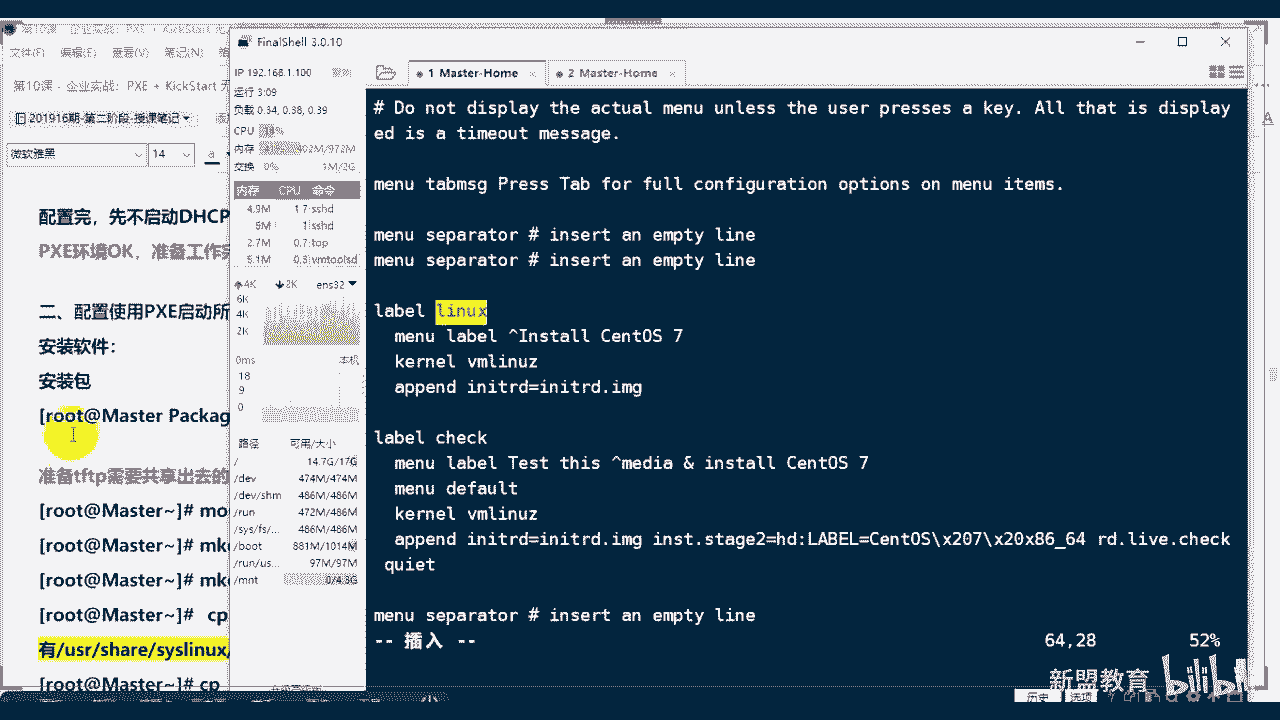 FinalShell 3.0.10
文件(F) 编辑(E) 查看(V) 笔记(N)
第10课 - 企业实战：PXE + KickStart
201916期-第二阶段-授课笔记
微软雅黑 14
配置完，先不启动DHCP
PXE环境OK，准备工作完
二、配置使用PXE启动所
安装软件：
安装包
[root@Master Packag
准备tftp需要共享出去的
[root@Master~]# mo
[root@Master~]# mk
[root@Master~]# mk
[root@Master~]# cp
有/usr/share/syslinux/
[root@Master~]# cp
IP 192.168.1.100
运行 3:09
负载 0.34, 0.38, 0.39
CPU
内存
交换 0% 1M/2G
内存 CPU 命令
4.9M 1.7 sshd
6M 1 sshd
2.7M 0.7 top
5.1M 0.3 vmtoolsd
4K 2K ens32
6K
4K
2K
0ms 本机
18
9
0
路径 可用/大小
/ 14.7G/17G
/dev 474M/474M
/dev/shm 486M/486M
/run 472M/486M
/sys/fs/... 486M/486M
/boot 881M/1014M
/run/us... 97M/97M
/mnt 0/4.3G
1 Master-Home 2 Master-Home
# Do not display the actual menu unless the user presses a key. All that is display
ed is a timeout message.
menu tabmsg Press Tab for full configuration options on menu items.
menu separator # insert an empty line
menu separator # insert an empty line
label linux
menu label ^Install CentOS 7
kernel vmlinuz
append initrd=initrd.img
label check
menu label Test this ^media & install CentOS 7
menu default
kernel vmlinuz
append initrd=initrd.img inst.stage2=hd:LABEL=CentOS\x207\x20x86_64 rd.live.check
quiet
menu separator # insert an empty line
-- 插入 -- 64,28 52%
新盟教育 bilibili
历史 选项